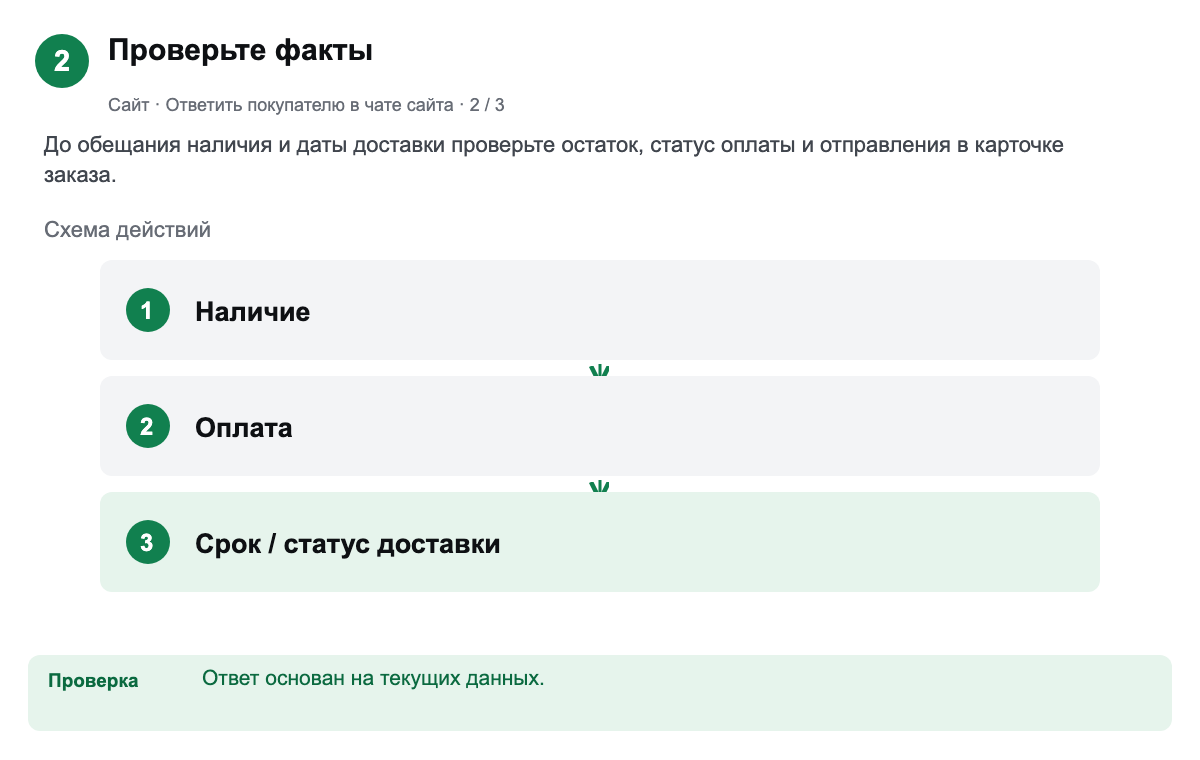 2
Проверьте факты
Сайт · Ответить покупателю в чате сайта · 2 / 3
До обещания наличия и даты доставки проверьте остаток, статус оплаты и отправления в карточке
заказа.
Схема действий
1 Наличие
2 Оплата
3 Срок / статус доставки
Проверка Ответ основан на текущих данных.